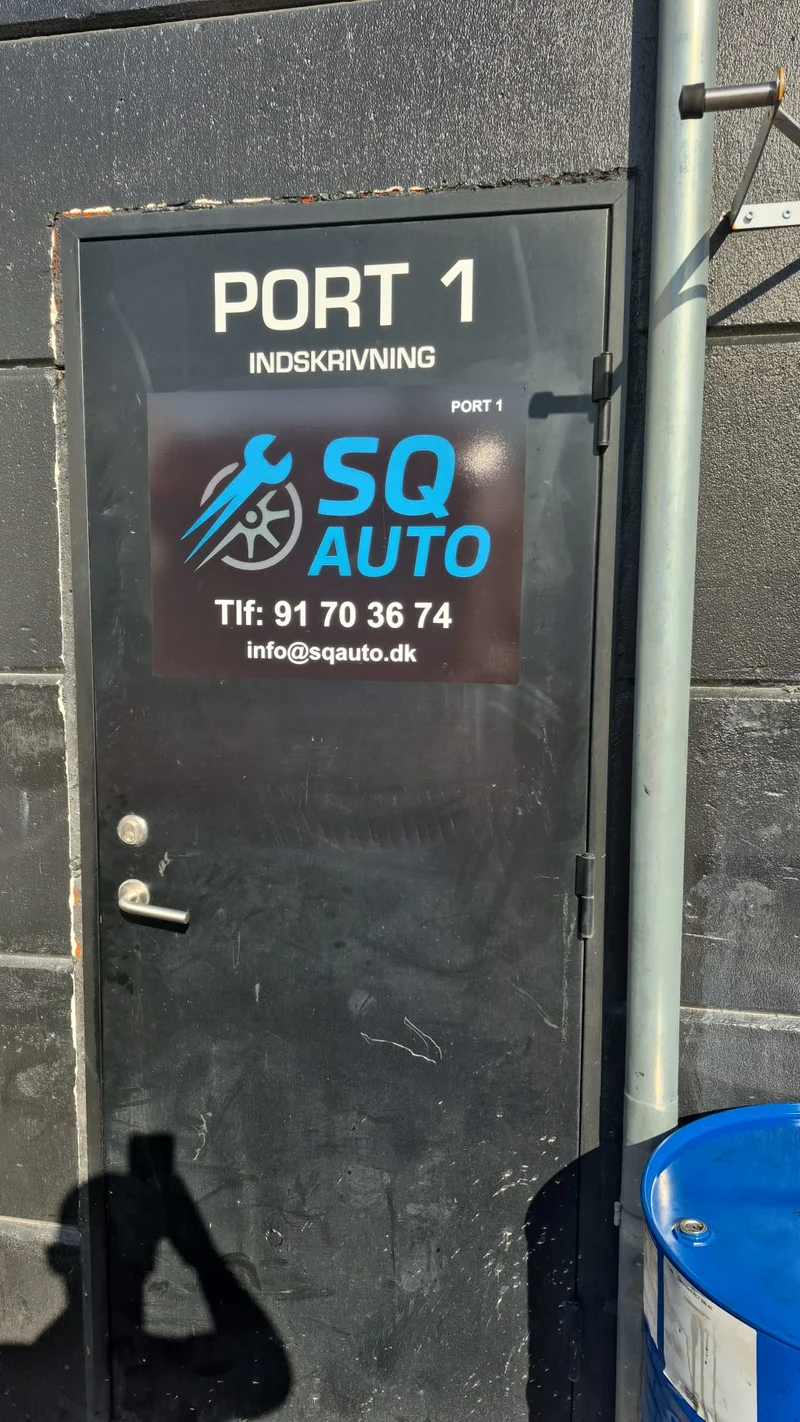 PORT 1
INDSKRIVNING
PORT 1
SQ
AUTO
Tlf: 91 70 36 74
info@sqauto.dk